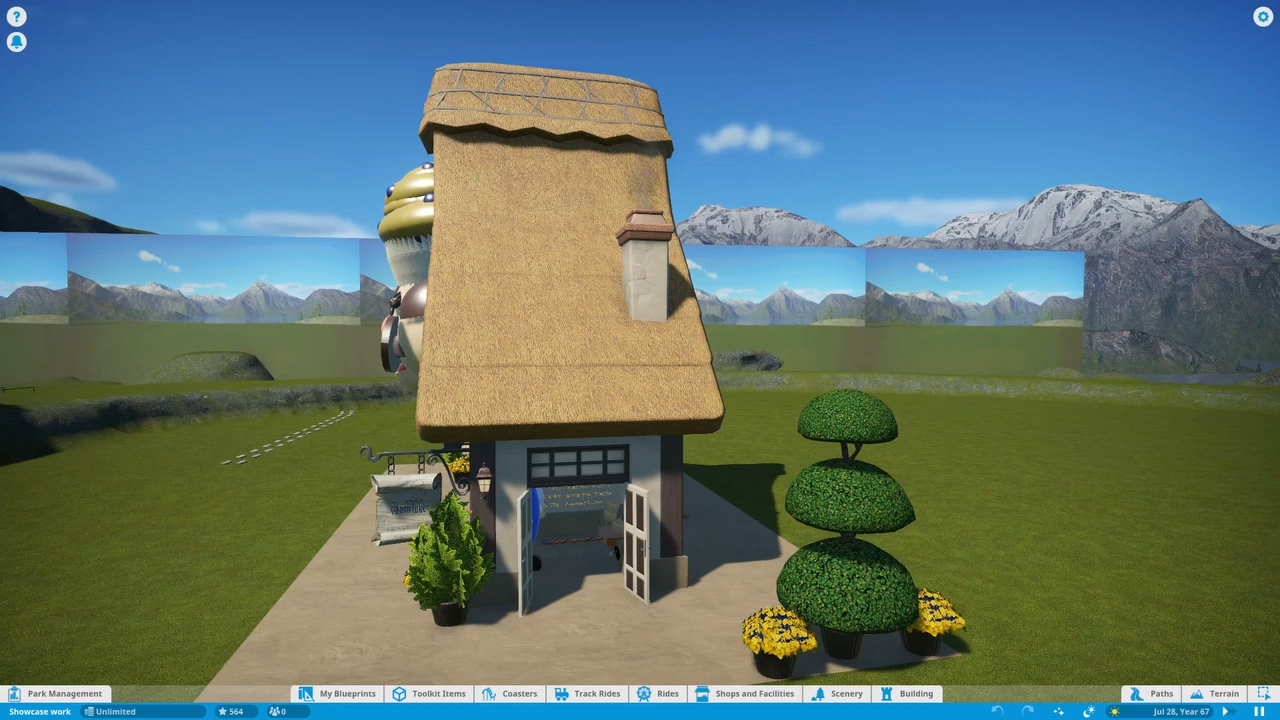 ?
Park Management
My Blueprints
Toolkit Items
Coasters
Track Rides
Rides
Shops and Facilities
Scenery
Building
Paths
Terrain
Showcase work
Unlimited
564
0
Jul 28, Year 67